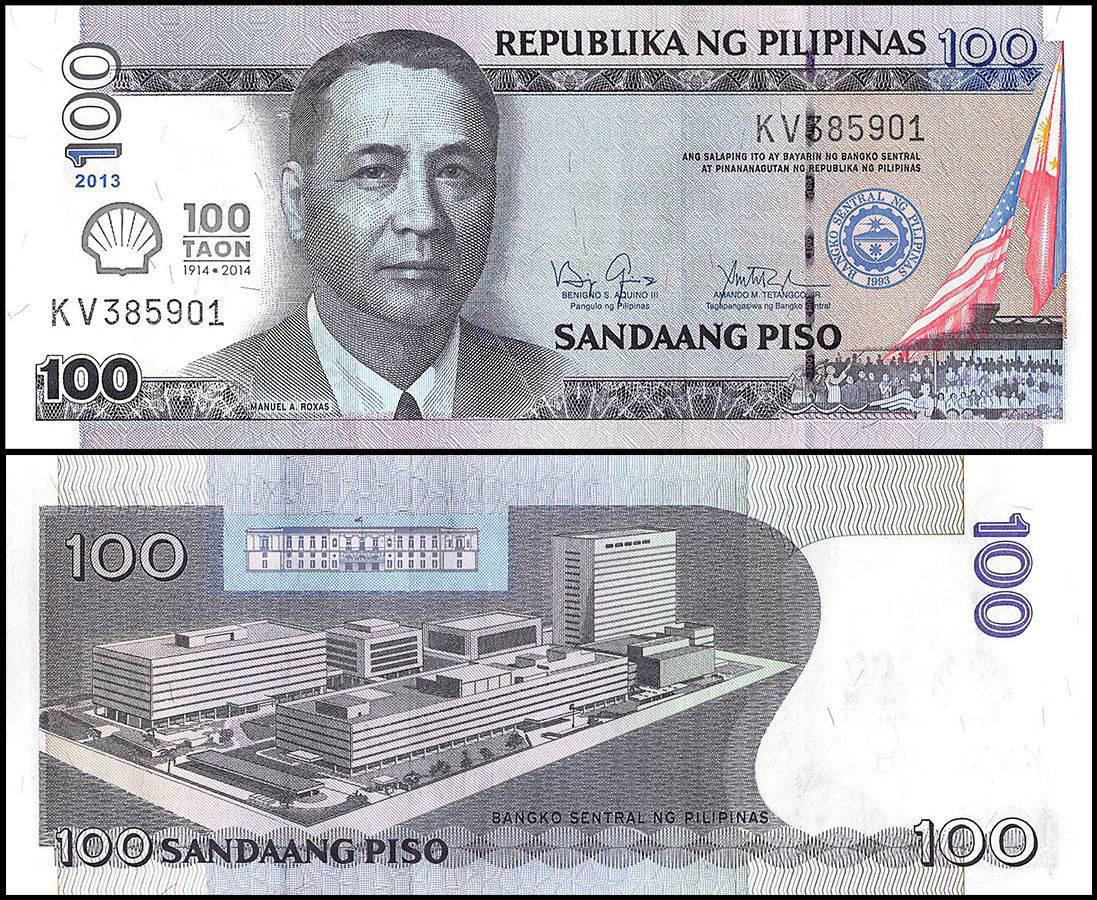 REPUBLIKA NG PILIPINAS 100
100
2013
100
TAON
1914 • 2014
KV385901
ANG SALAPING ITO AY BAYARIN NG BANGKO SENTRAL
AT PINANANAGUTAN NG REPUBLIKA NG PILIPINAS
BANGKO SENTRAL NG PILIPINAS
1993
BENIGNO S. AQUINO III
Pangulo ng Pilipinas
AMANDO M. TETANGCO, JR
Tagapangasiwa ng Bangko Sentral
KV385901
SANDAANG PISO
100
MANUEL A. ROXAS
100
100
BANGKO SENTRAL NG PILIPINAS
100 SANDAANG PISO
100